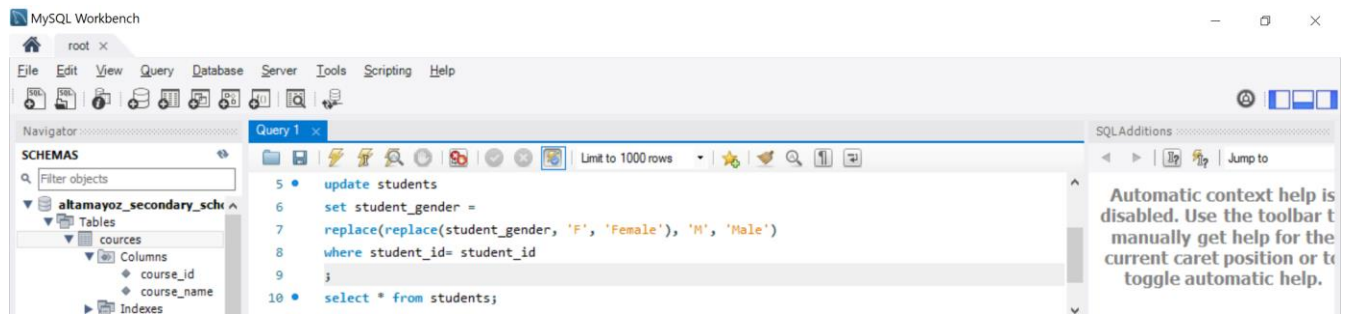 MySQL Workbench
root
File Edit View Query Database Server Tools Scripting Help
Navigator
SCHEMAS
Filter objects
altamayoz_secondary_scho
Tables
cources
Columns
course_id
course_name
Indexes
Query 1
Limit to 1000 rows
5 update students
6 set student_gender =
7 replace(replace(student_gender, 'F', 'Female'), 'M', 'Male')
8 where student_id= student_id
9 ;
10 select * from students;
SQLAdditions
Jump to
Automatic context help is
disabled. Use the toolbar t
manually get help for the
current caret position or to
toggle automatic help.